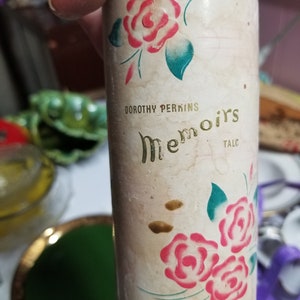 DOROTHY PERKINS
Memoirs
TALC